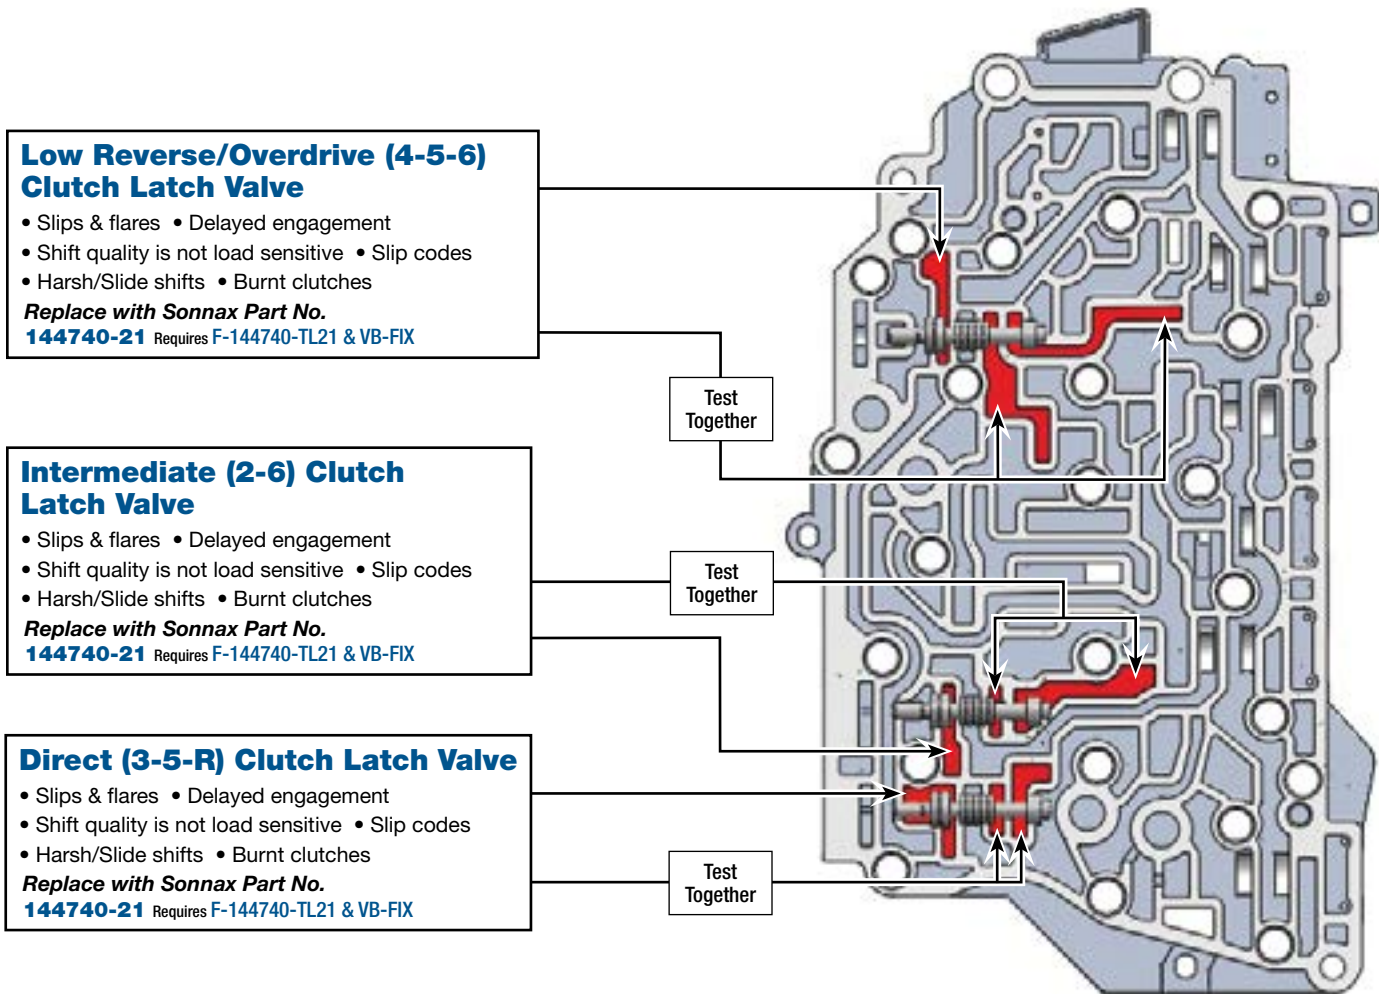 Low Reverse/Overdrive (4-5-6)
Clutch Latch Valve
• Slips & flares • Delayed engagement
• Shift quality is not load sensitive • Slip codes
• Harsh/Slide shifts • Burnt clutches
Replace with Sonnax Part No.
144740-21 Requires F-144740-TL21 & VB-FIX
Test
Together
Intermediate (2-6) Clutch
Latch Valve
• Slips & flares • Delayed engagement
• Shift quality is not load sensitive • Slip codes
• Harsh/Slide shifts • Burnt clutches
Replace with Sonnax Part No.
144740-21 Requires F-144740-TL21 & VB-FIX
Test
Together
Direct (3-5-R) Clutch Latch Valve
• Slips & flares • Delayed engagement
• Shift quality is not load sensitive • Slip codes
• Harsh/Slide shifts • Burnt clutches
Replace with Sonnax Part No.
144740-21 Requires F-144740-TL21 & VB-FIX
Test
Together